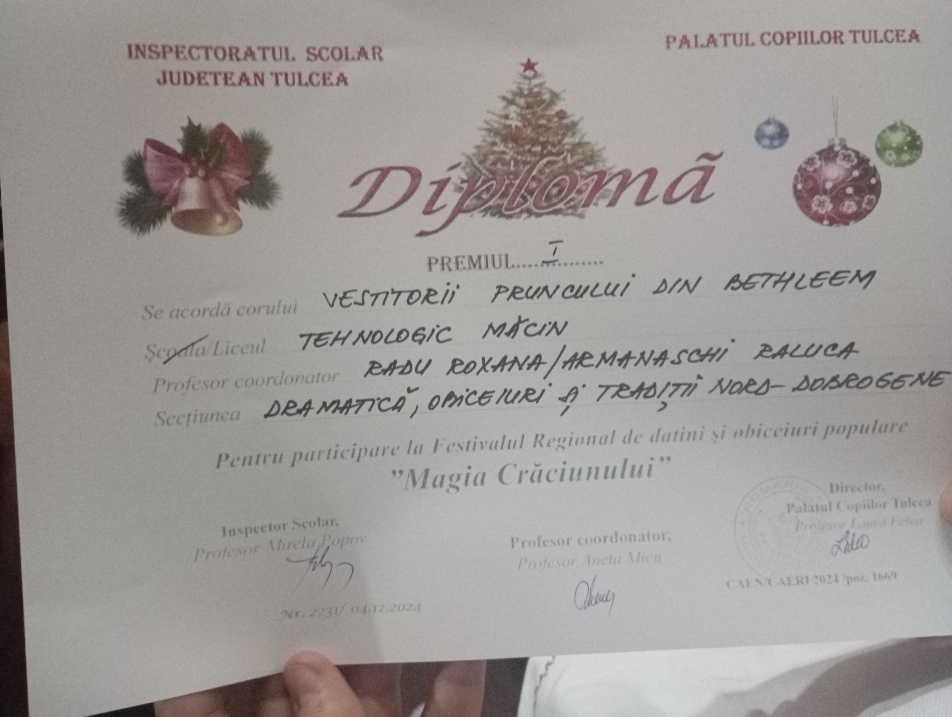 INSPECTORATUL SCOLAR
JUDETEAN TULCEA
PALATUL COPIILOR TULCEA
Diplomă
PREMIUL......I..........
Se acordă corului VESTITORII PRUNCULUI DIN BETHLEEM
Școala/Liceul TEHNOLOGIC MĂCIN
Profesor coordonator RADU ROXANA/ARMANASCHI RALUCA
Secțiunea DRAMATICĂ, OBICEIURI ȘI TRADIȚII NORD-DOBROGENE
Pentru participare la Festivalul Regional de datini și obiceiuri populare
"Magia Crăciunului"
Inspector Scolar,
Profesor Mirela Popov
Nr. 2231/ 04.12.2024
Profesor coordonator,
Profesor Aneta Micu
Director,
Palatul Copiilor Tulcea
Profesor Laura
CAEN/CAERI 2024 /poz. 1669